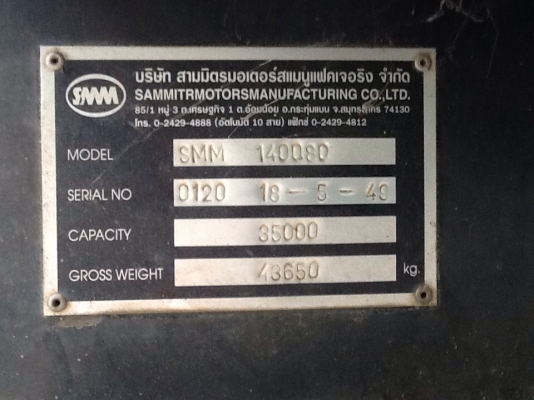 SMM
บริษัท สามมิตรมอเตอร์สแมนูแฟคเจอริง จำกัด
SAMMITRMOTORSMANUFACTURING CO.,LTD.
85/1 หมู่ 3 ถ.เศรษฐกิจ 1 ต.อ้อมน้อย อ.กระทุ่มแบน จ.สมุทรสาคร 74130
โทร. 0-2429-4888 (อัตโนมัติ 10 สาย) แฟ็กซ์ 0-2429-4812
MODEL SMM 140080
SERIAL NO 0120 18-5-49
CAPACITY 35000
GROSS WEIGHT 43650 kg.